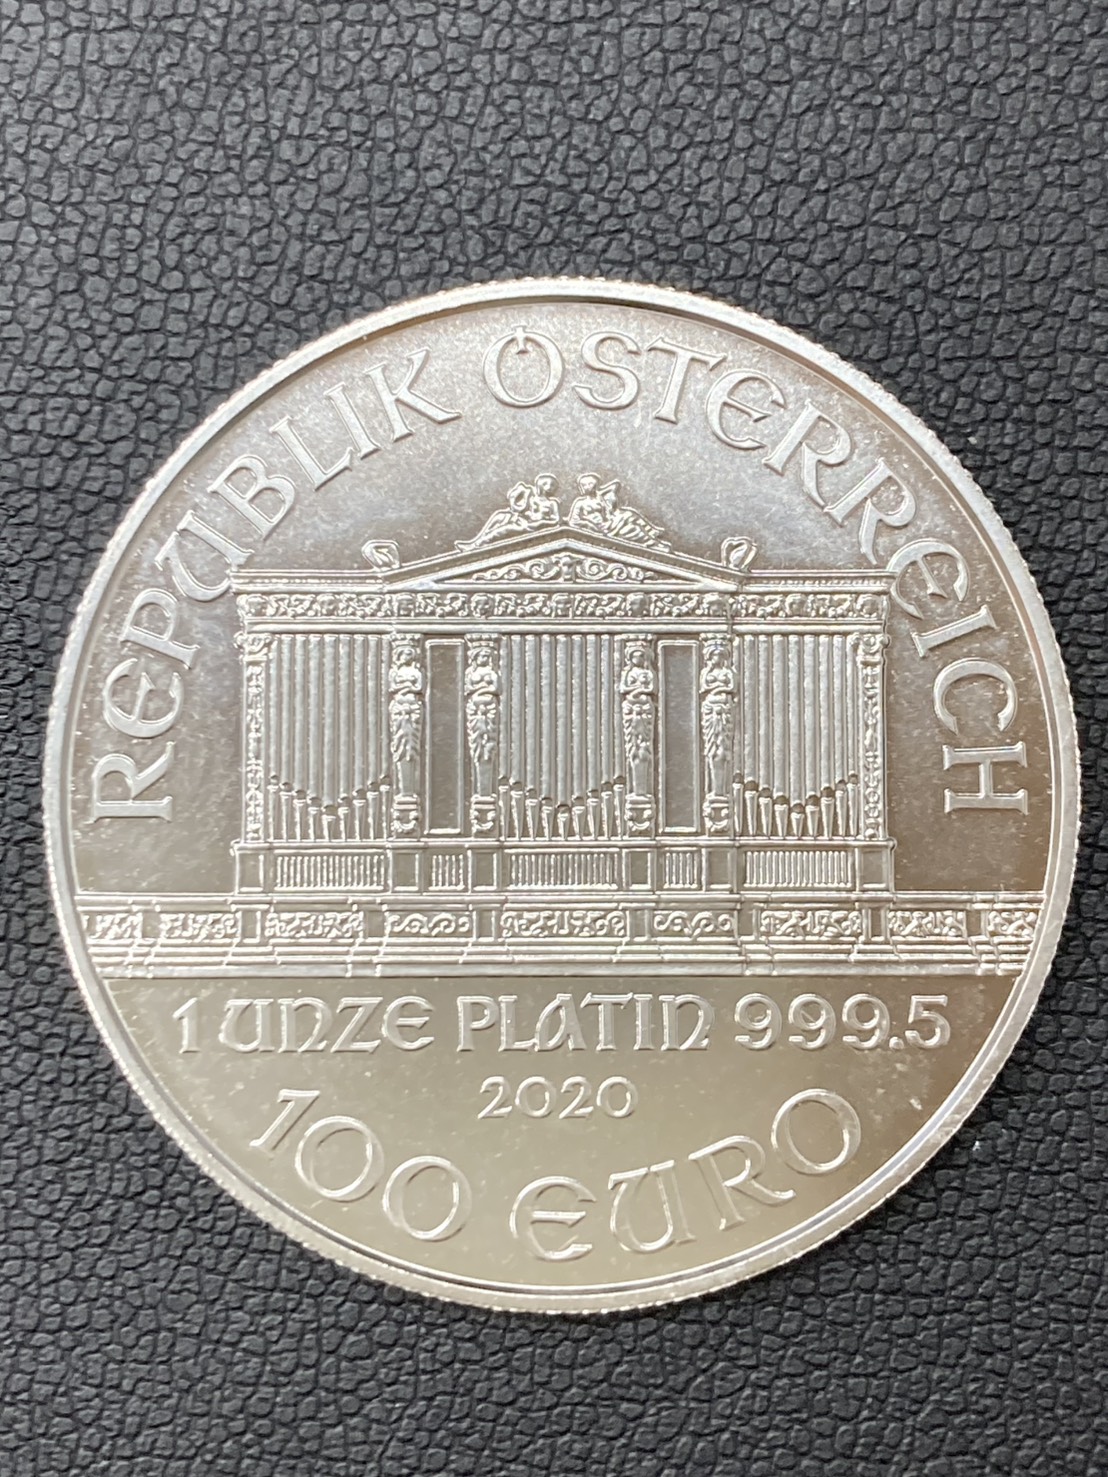 REPUBLIK ÖSTERREICH
1 UNZE PLATIN 999.5
2020
100 EURO